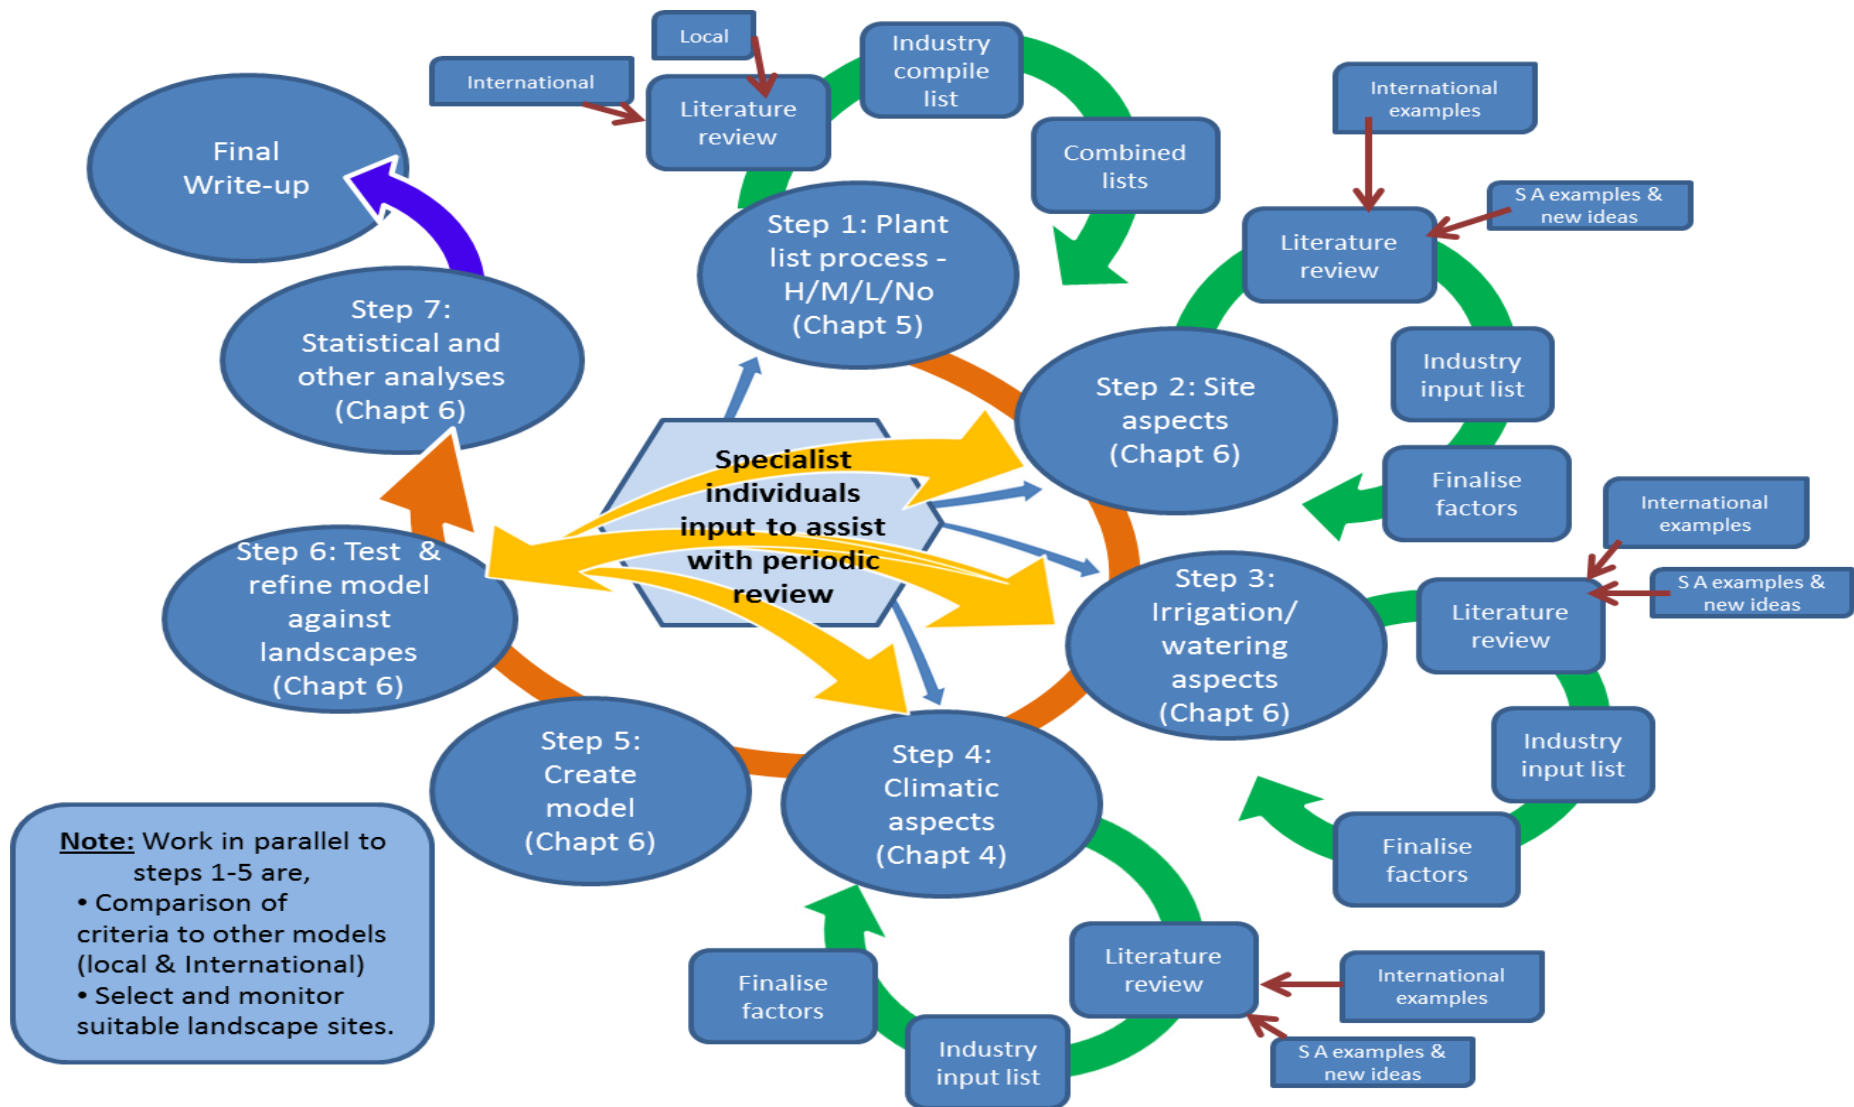 Local
International
Literature
review
Industry
compile
list
Combined
lists
Final
Write-up
Step 1: Plant
list process -
H/M/L/No
(Chapt 5)
International
examples
S A examples &
new ideas
Literature
review
Industry
input list
Finalise
factors
Step 2: Site
aspects
(Chapt 6)
Step 7:
Statistical and
other analyses
(Chapt 6)
Specialist
individuals
input to assist
with periodic
review
International
examples
S A examples &
new ideas
Literature
review
Industry
input list
Finalise
factors
Step 3:
Irrigation/
watering
aspects
(Chapt 6)
Step 6: Test & 
refine model
against
landscapes
(Chapt 6)
Step 5:
Create
model
(Chapt 6)
Step 4:
Climatic
aspects
(Chapt 4)
Literature
review
International
examples
S A examples &
new ideas
Industry
input list
Finalise
factors
Note: Work in parallel to
steps 1-5 are,
• Comparison of
criteria to other models
(local & International)
• Select and monitor
suitable landscape sites.